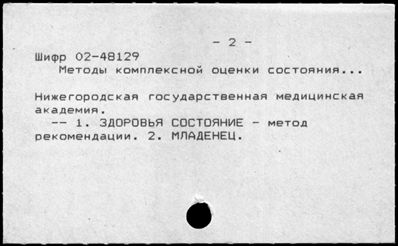 - 2 -
Шифр 02-48129
Методы комплексной оценки состояния...
Нижегородская государственная медицинская
академия.
-- 1. ЗДОРОВЬЯ СОСТОЯНИЕ - метод
рекомендации. 2. МЛАДЕНЕЦ.